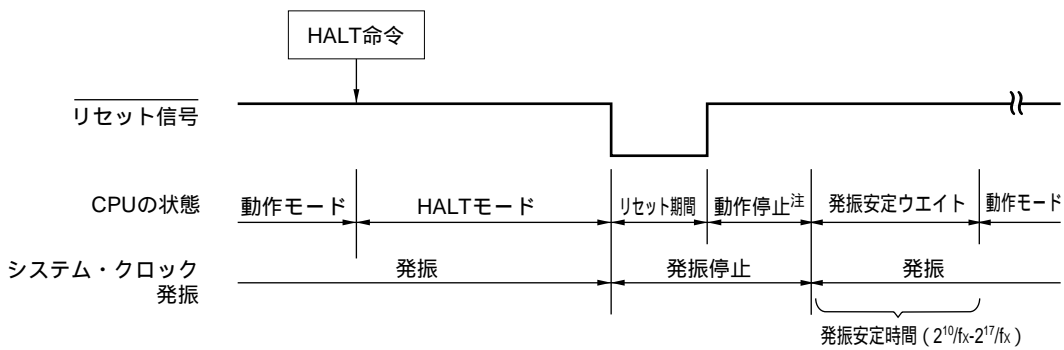 HALT命令
リセット信号
CPUの状態 動作モード HALTモード リセット期間 動作停止注 発振安定ウエイト 動作モード
システム・クロック
発振
発振 発振停止 発振
発振安定時間（2¹⁰/fx-2¹⁷/fx）